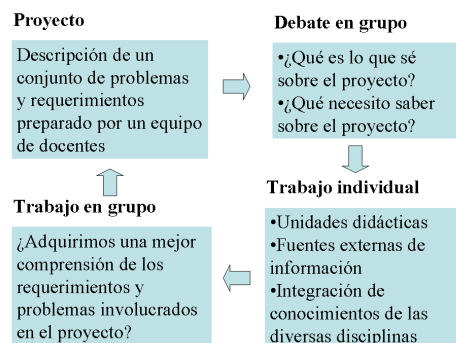 Proyecto
Descripción de un
conjunto de problemas
y requerimientos
preparado por un equipo
de docentes
Debate en grupo
•¿Qué es lo que sé
sobre el proyecto?
•¿Qué necesito saber
sobre el proyecto?
Trabajo individual
•Unidades didácticas
•Fuentes externas de
información
•Integración de
conocimientos de las
diversas disciplinas
Trabajo en grupo
¿Adquirimos una mejor
comprensión de los
requerimientos y
problemas involucrados
en el proyecto?